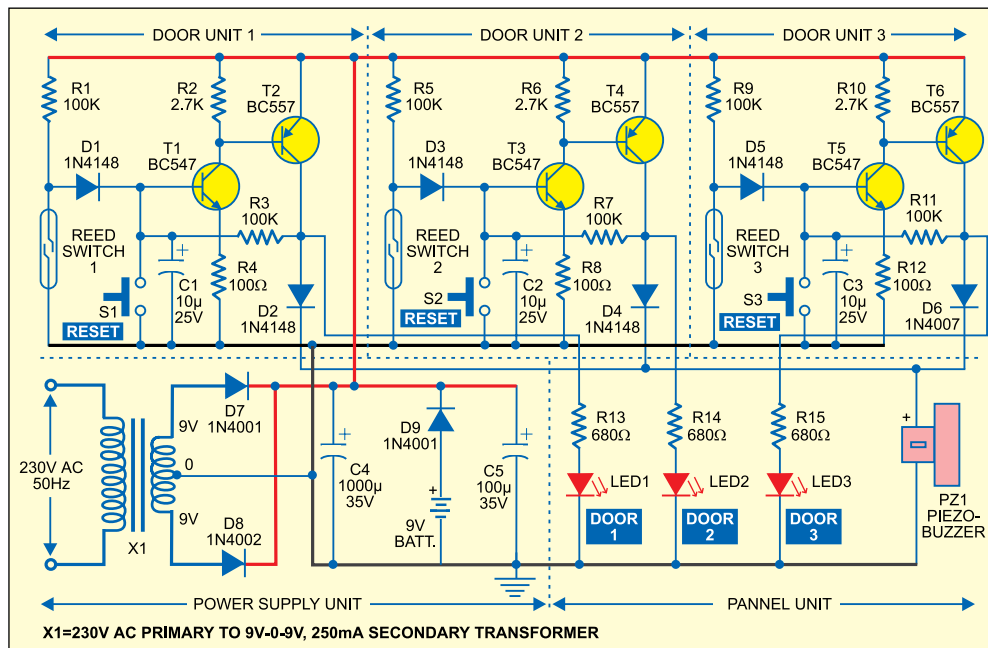 DOOR UNIT 1
DOOR UNIT 2
DOOR UNIT 3
R1
100K
R2
2.7K
T2
BC557
D1
1N4148
T1
BC547
R3
100K
REED
SWITCH
1
S1
RESET
C1
10µ
25V
R4
100Ω
D2
1N4148
R5
100K
R6
2.7K
T4
BC557
D3
1N4148
T3
BC547
R7
100K
REED
SWITCH
2
S2
RESET
C2
10µ
25V
R8
100Ω
D4
1N4148
R9
100K
R10
2.7K
T6
BC557
D5
1N4148
T5
BC547
R11
100K
REED
SWITCH
3
S3
RESET
C3
10µ
25V
R12
100Ω
D6
1N4007
230V AC
50Hz
X1
9V
0
9V
D7
1N4001
D8
1N4002
C4
1000µ
35V
D9
1N4001
9V
BATT.
C5
100µ
35V
R13
680Ω
LED1
DOOR
1
R14
680Ω
LED2
DOOR
2
R15
680Ω
LED3
DOOR
3
PZ1
PIEZO-
BUZZER
POWER SUPPLY UNIT
PANNEL UNIT
X1=230V AC PRIMARY TO 9V-0-9V, 250mA SECONDARY TRANSFORMER